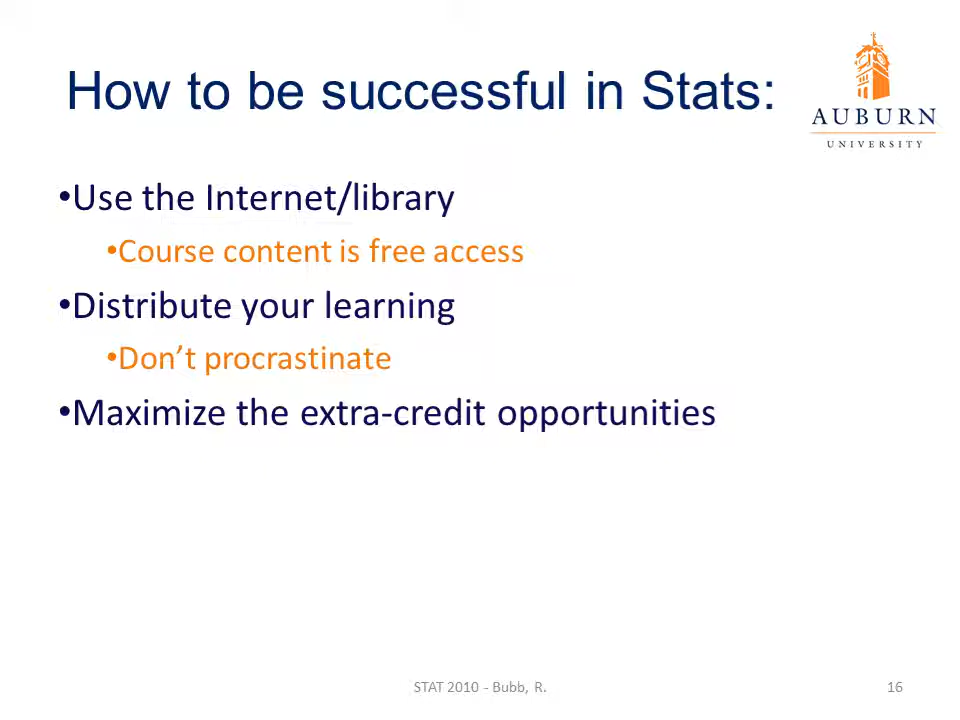 How to be successful in Stats:
AUBURN
UNIVERSITY
•Use the Internet/library
•Course content is free access
•Distribute your learning
•Don’t procrastinate
•Maximize the extra-credit opportunities
STAT 2010 - Bubb, R.
16